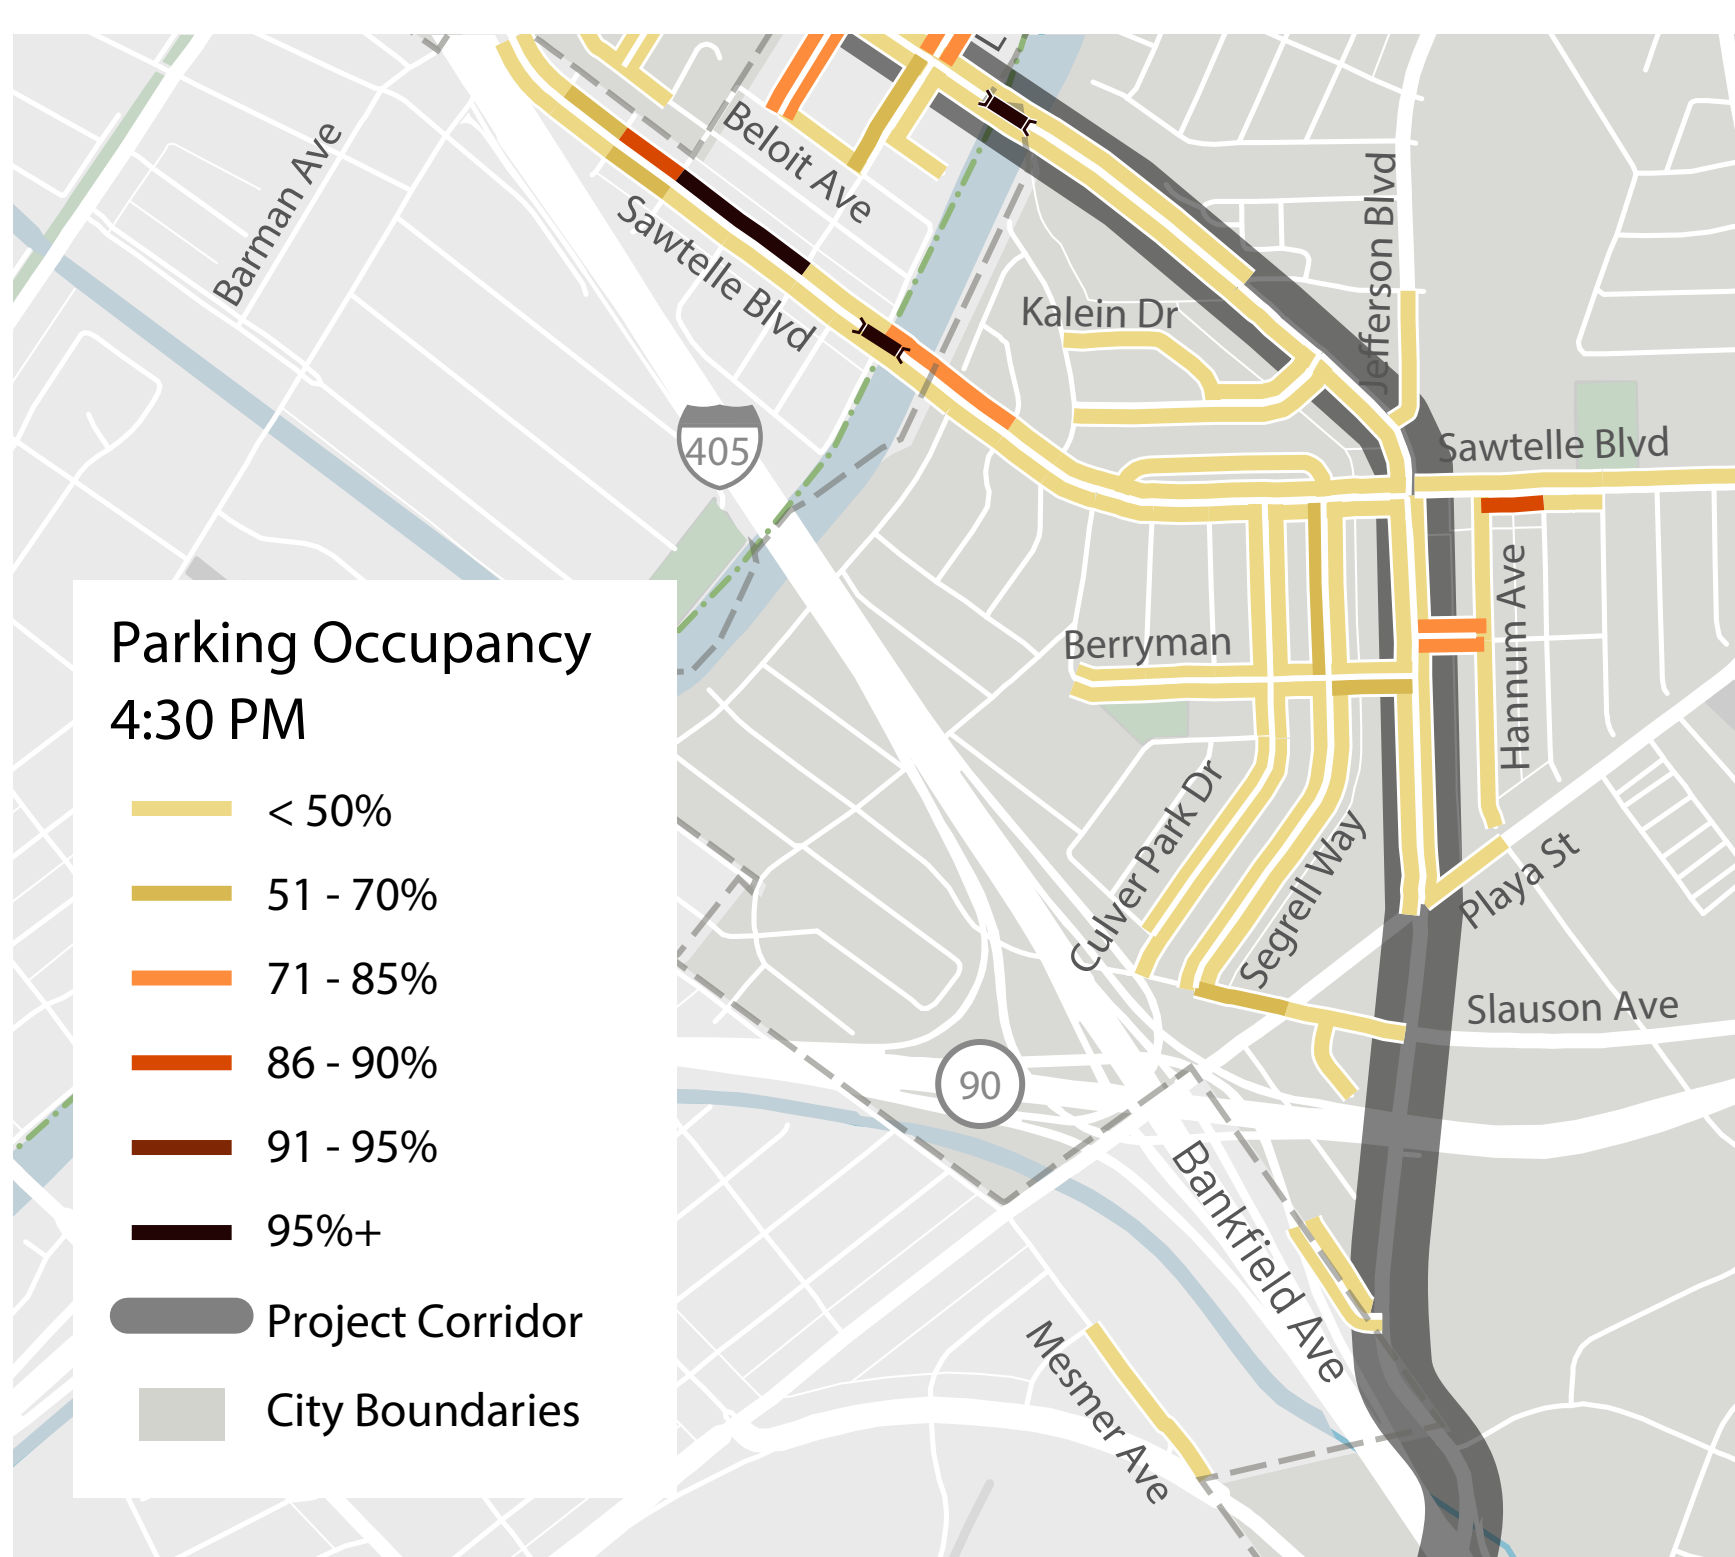 Barman Ave
Beloit Ave
Sawtelle Blvd
Kalein Dr
Jefferson Blvd
405
Sawtelle Blvd
Hannum Ave
Berryman
Parking Occupancy
4:30 PM
< 50%
51 - 70%
71 - 85%
86 - 90%
91 - 95%
95%+
Project Corridor
City Boundaries
Culver Park Dr
Segrell Way
Playa St
Slauson Ave
90
Bankfield Ave
Mesmer Ave